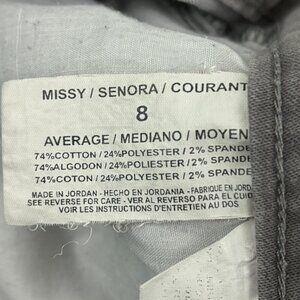 MISSY / SENORA / COURANT
8
AVERAGE / MEDIANO / MOYEN
74%COTTON / 24%POLYESTER / 2% SPANDE
74%ALGODON / 24%POLIESTER / 2% SPANDE
74%COTON / 24%POLYESTER / 2% SPANDE
MADE IN JORDAN - HECHO EN JORDANIA - FABRIQUE EN JORD
SEE REVERSE FOR CARE - VER AL REVERSO PARA EL CUID
VOIR LES INSTRUCTIONS D'ENTRETIEN AU DOS